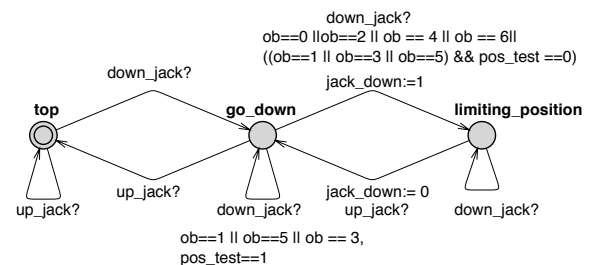 down_jack?
ob==0 ||ob==2 || ob == 4 || ob == 6||
((ob==1 || ob==3 || ob==5) && pos_test ==0)
down_jack?
jack_down:=1
top
go_down
limiting_position
up_jack?
up_jack?
down_jack?
jack_down:= 0
up_jack?
down_jack?
ob==1 || ob==5 || ob == 3,
pos_test==1